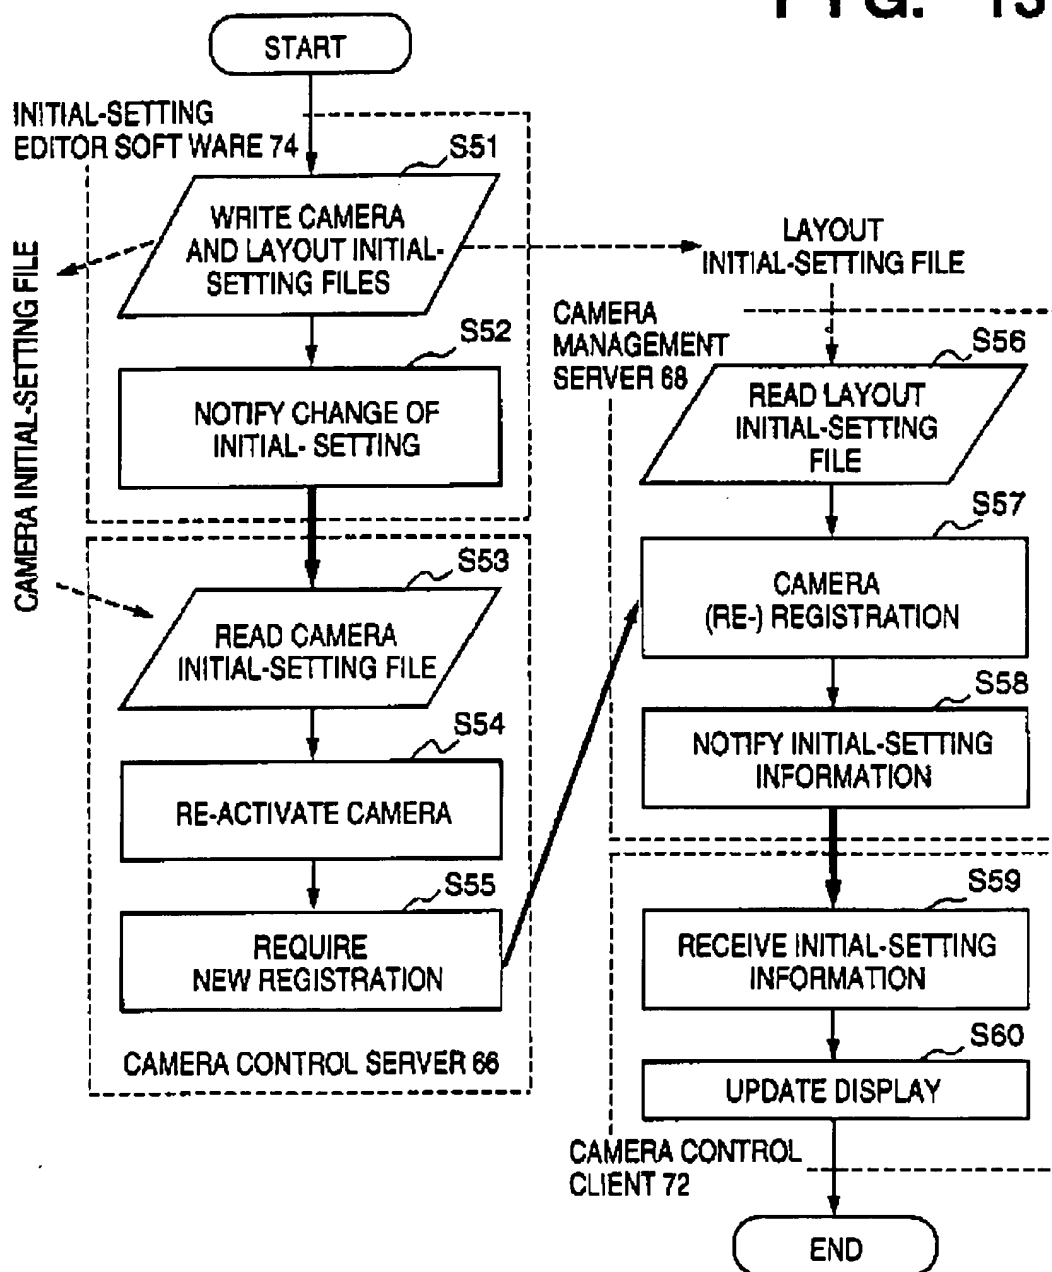 FIG. 13
START
INITIAL-SETTING
EDITOR SOFT WARE 74
S51
WRITE CAMERA
AND LAYOUT INITIAL-
SETTING FILES
CAMERA INITIAL-SETTING FILE
LAYOUT
INITIAL-SETTING FILE
S52
NOTIFY CHANGE OF
INITIAL- SETTING
S53
READ CAMERA
INITIAL-SETTING FILE
S54
RE-ACTIVATE CAMERA
S55
REQUIRE
NEW REGISTRATION
CAMERA CONTROL SERVER 66
CAMERA
MANAGEMENT
SERVER 68
S56
READ LAYOUT
INITIAL-SETTING
FILE
S57
CAMERA
(RE-) REGISTRATION
S58
NOTIFY INITIAL-SETTING
INFORMATION
S59
RECEIVE INITIAL-SETTING
INFORMATION
S60
UPDATE DISPLAY
CAMERA CONTROL
CLIENT 72
END